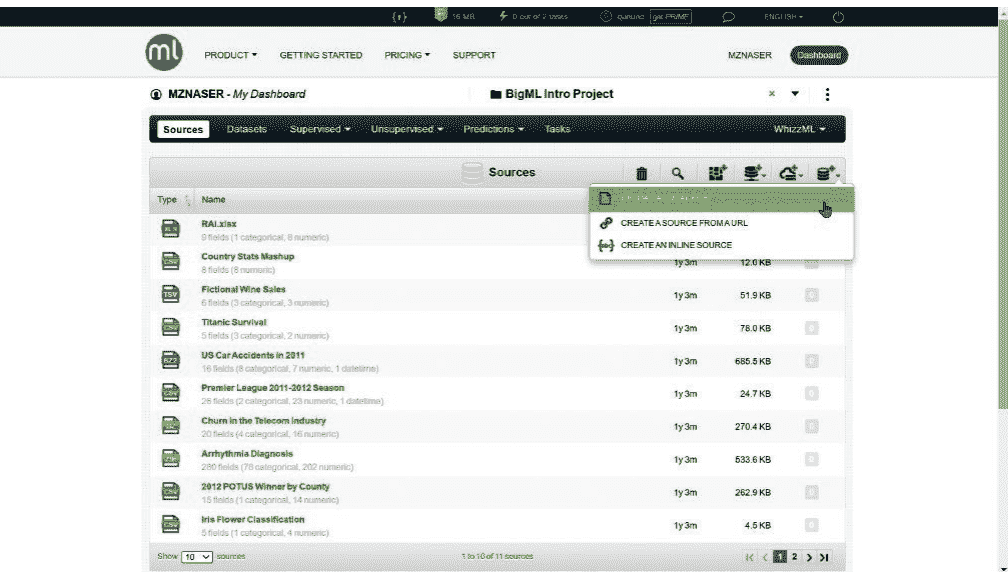 16 MB 0 out of 2 tasks get PRIME ENGLISH
ml PRODUCT GETTING STARTED PRICING SUPPORT MZNASER Dashboard
MZNASER - My Dashboard BigML Intro Project
Sources Datasets Supervised Unsupervised Predictions Tasks WhizzML
Sources
Type Name
CREATE A SOURCE FROM A URL
CREATE AN INLINE SOURCE
RAI.xlsx
9 fields (1 categorical, 8 numeric)
Country Stats Mashup 1y 3m 12.0 KB
8 fields (8 numeric)
Fictional Wine Sales 1y 3m 51.9 KB
6 fields (3 categorical, 3 numeric)
Titanic Survival 1y 3m 78.0 KB
5 fields (3 categorical, 2 numeric)
US Car Accidents in 2011 1y 3m 685.5 KB
16 fields (8 categorical, 7 numeric, 1 datetime)
Premier League 2011-2012 Season 1y 3m 24.7 KB
26 fields (2 categorical, 23 numeric, 1 datetime)
Churn in the Telecom Industry 1y 3m 270.4 KB
20 fields (4 categorical, 16 numeric)
Arrhythmia Diagnosis 1y 3m 533.6 KB
280 fields (78 categorical, 202 numeric)
2012 POTUS Winner by County 1y 3m 262.9 KB
15 fields (1 categorical, 14 numeric)
Iris Flower Classification 1y 3m 4.5 KB
5 fields (1 categorical, 4 numeric)
Show 10 sources 1 to 10 of 11 sources 1 2